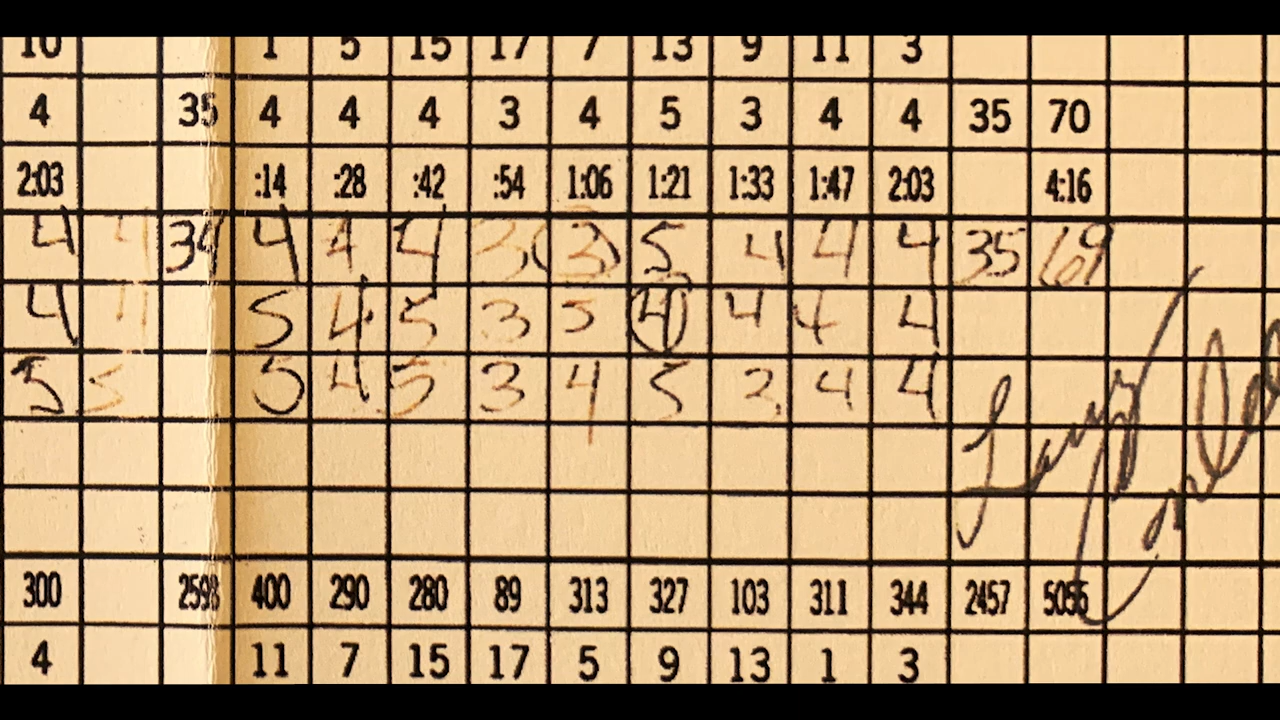 10 1 5 15 17 7 13 9 11 3
4 35 4 4 4 3 4 5 3 4 4 35 70
2:03 :14 :28 :42 :54 1:06 1:21 1:33 1:47 2:03 4:16
4 4 34 4 4 4 3 3 5 4 4 4 35 69
4 4 5 4 5 3 5 4 4 4 4
5 5 5 4 5 3 4 5 3 4 4
300 2598 400 290 280 89 313 327 103 311 344 2457 5055
4 11 7 15 17 5 9 13 1 3